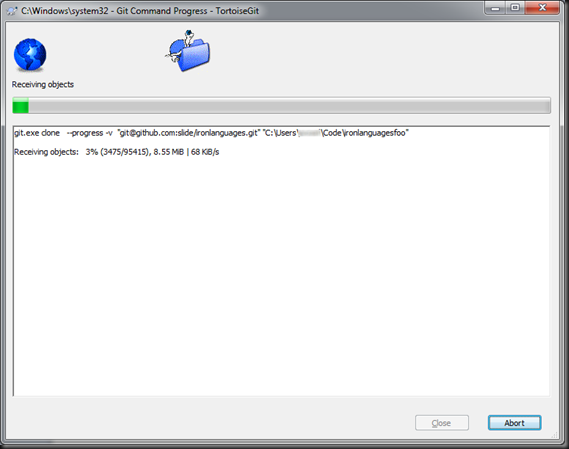 C:\Windows\system32 - Git Command Progress - TortoiseGit
Receiving objects
git.exe clone --progress -v "git@github.com:slide/ironlanguages.git" "C:\Users\ \Code\ironlanguagesfoo"
Receiving objects: 3% (3475/95415), 8.55 MiB | 68 KiB/s
Close
Abort